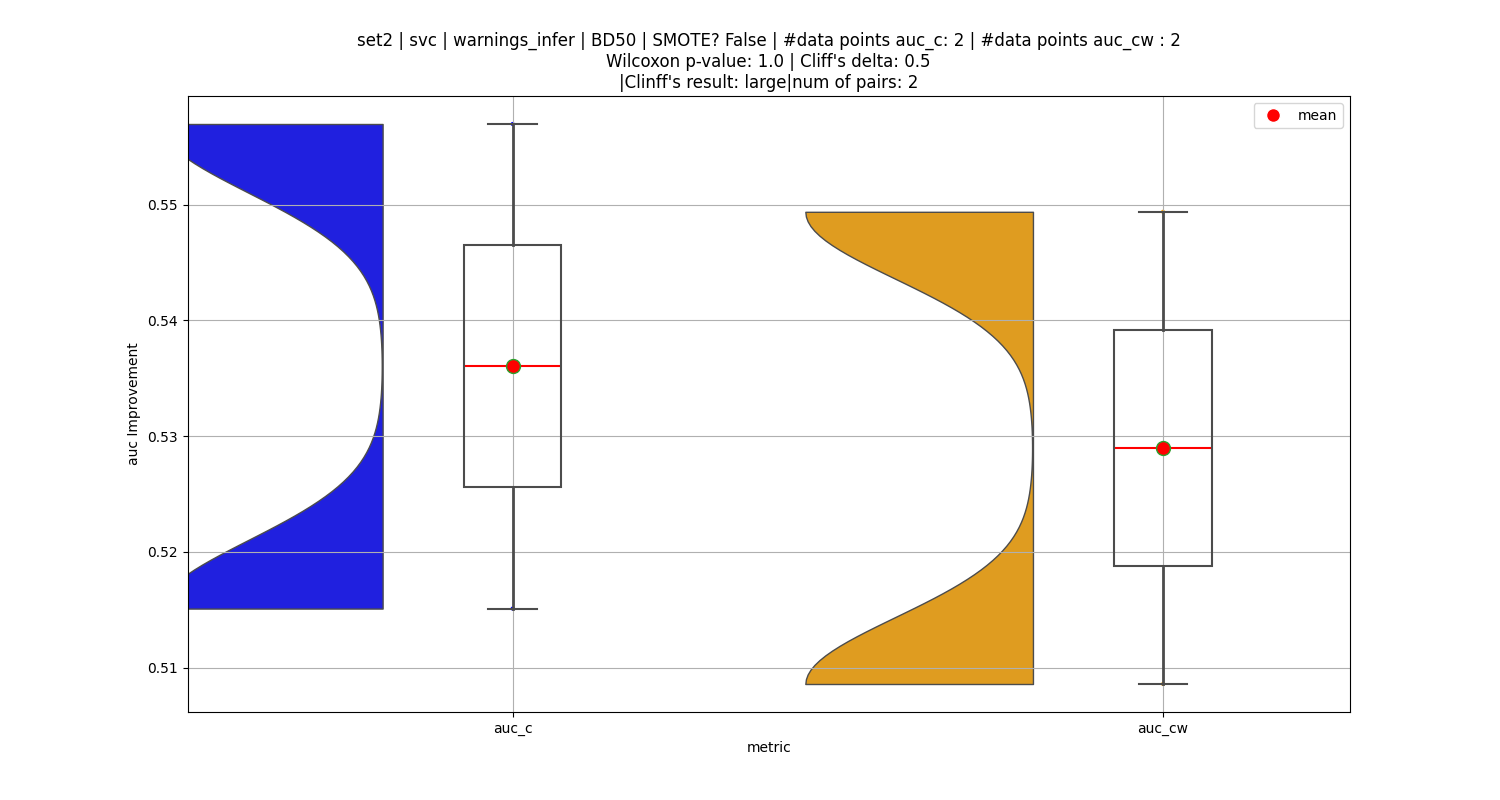 set2 | svc | warnings_infer | BD50 | SMOTE? False | #data points auc_c: 2 | #data points auc_cw : 2
Wilcoxon p-value: 1.0 | Cliff's delta: 0.5
|Clinff's result: large|num of pairs: 2
mean
0.55
0.54
0.53
0.52
0.51
auc Improvement
auc_c
auc_cw
metric